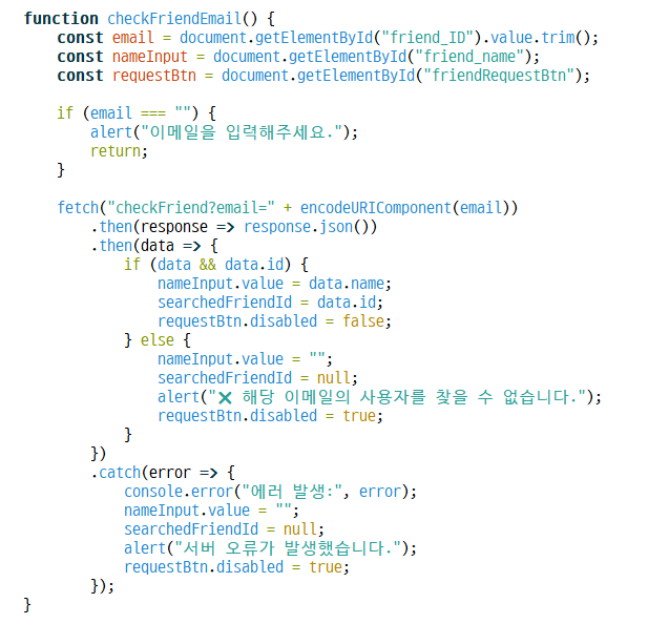 function checkFriendEmail() {
    const email = document.getElementById("friend_ID").value.trim();
    const nameInput = document.getElementById("friend_name");
    const requestBtn = document.getElementById("friendRequestBtn");

    if (email === "") {
        alert("이메일을 입력해주세요.");
        return;
    }

    fetch("checkFriend?email=" + encodeURIComponent(email))
        .then(response => response.json())
        .then(data => {
            if (data && data.id) {
                nameInput.value = data.name;
                searchedFriendId = data.id;
                requestBtn.disabled = false;
            } else {
                nameInput.value = "";
                searchedFriendId = null;
                alert("❌ 해당 이메일의 사용자를 찾을 수 없습니다.");
                requestBtn.disabled = true;
            }
        })
        .catch(error => {
            console.error("에러 발생:", error);
            nameInput.value = "";
            searchedFriendId = null;
            alert("서버 오류가 발생했습니다.");
            requestBtn.disabled = true;
        });
}